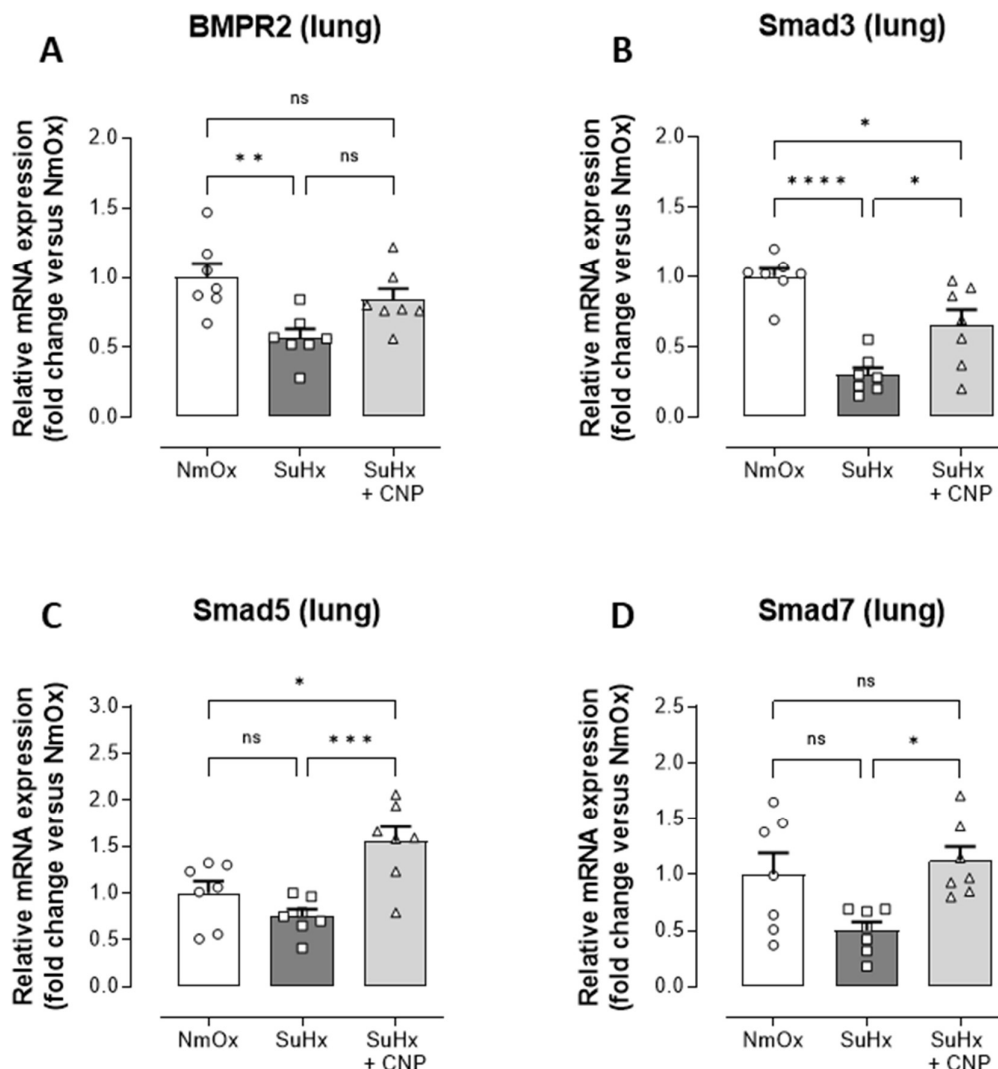 A
BMPR2 (lung)
Relative mRNA expression
(fold change versus NmOx)
2.0
1.5
1.0
0.5
0.0
ns
**
ns
NmOx
SuHx
SuHx
+ CNP
B
Smad3 (lung)
Relative mRNA expression
(fold change versus NmOx)
2.0
1.5
1.0
0.5
0.0
*
****
*
NmOx
SuHx
SuHx
+ CNP
C
Smad5 (lung)
Relative mRNA expression
(fold change versus NmOx)
3.0
2.5
2.0
1.5
1.0
0.5
0.0
*
ns
***
NmOx
SuHx
SuHx
+ CNP
D
Smad7 (lung)
Relative mRNA expression
(fold change versus NmOx)
2.5
2.0
1.5
1.0
0.5
0.0
ns
ns
*
NmOx
SuHx
SuHx
+ CNP